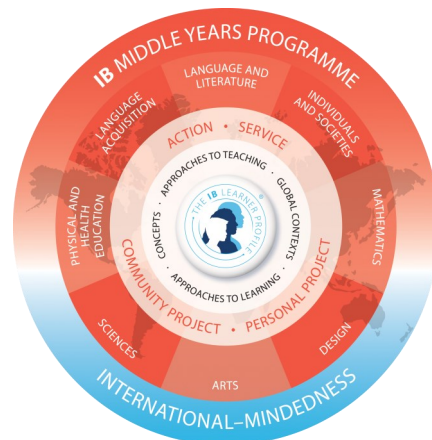 IB MIDDLE YEARS PROGRAMME
LANGUAGE AND
LITERATURE
LANGUAGE
ACQUISITION
INDIVIDUALS
AND SOCIETIES
PHYSICAL AND
HEALTH
EDUCATION
MATHEMATICS
SCIENCES
DESIGN
ARTS
ACTION • SERVICE
COMMUNITY PROJECT • PERSONAL PROJECT
APPROACHES TO TEACHING •
GLOBAL CONTEXTS •
APPROACHES TO LEARNING •
CONCEPTS •
THE IB LEARNER PROFILE ®
INTERNATIONAL–MINDEDNESS